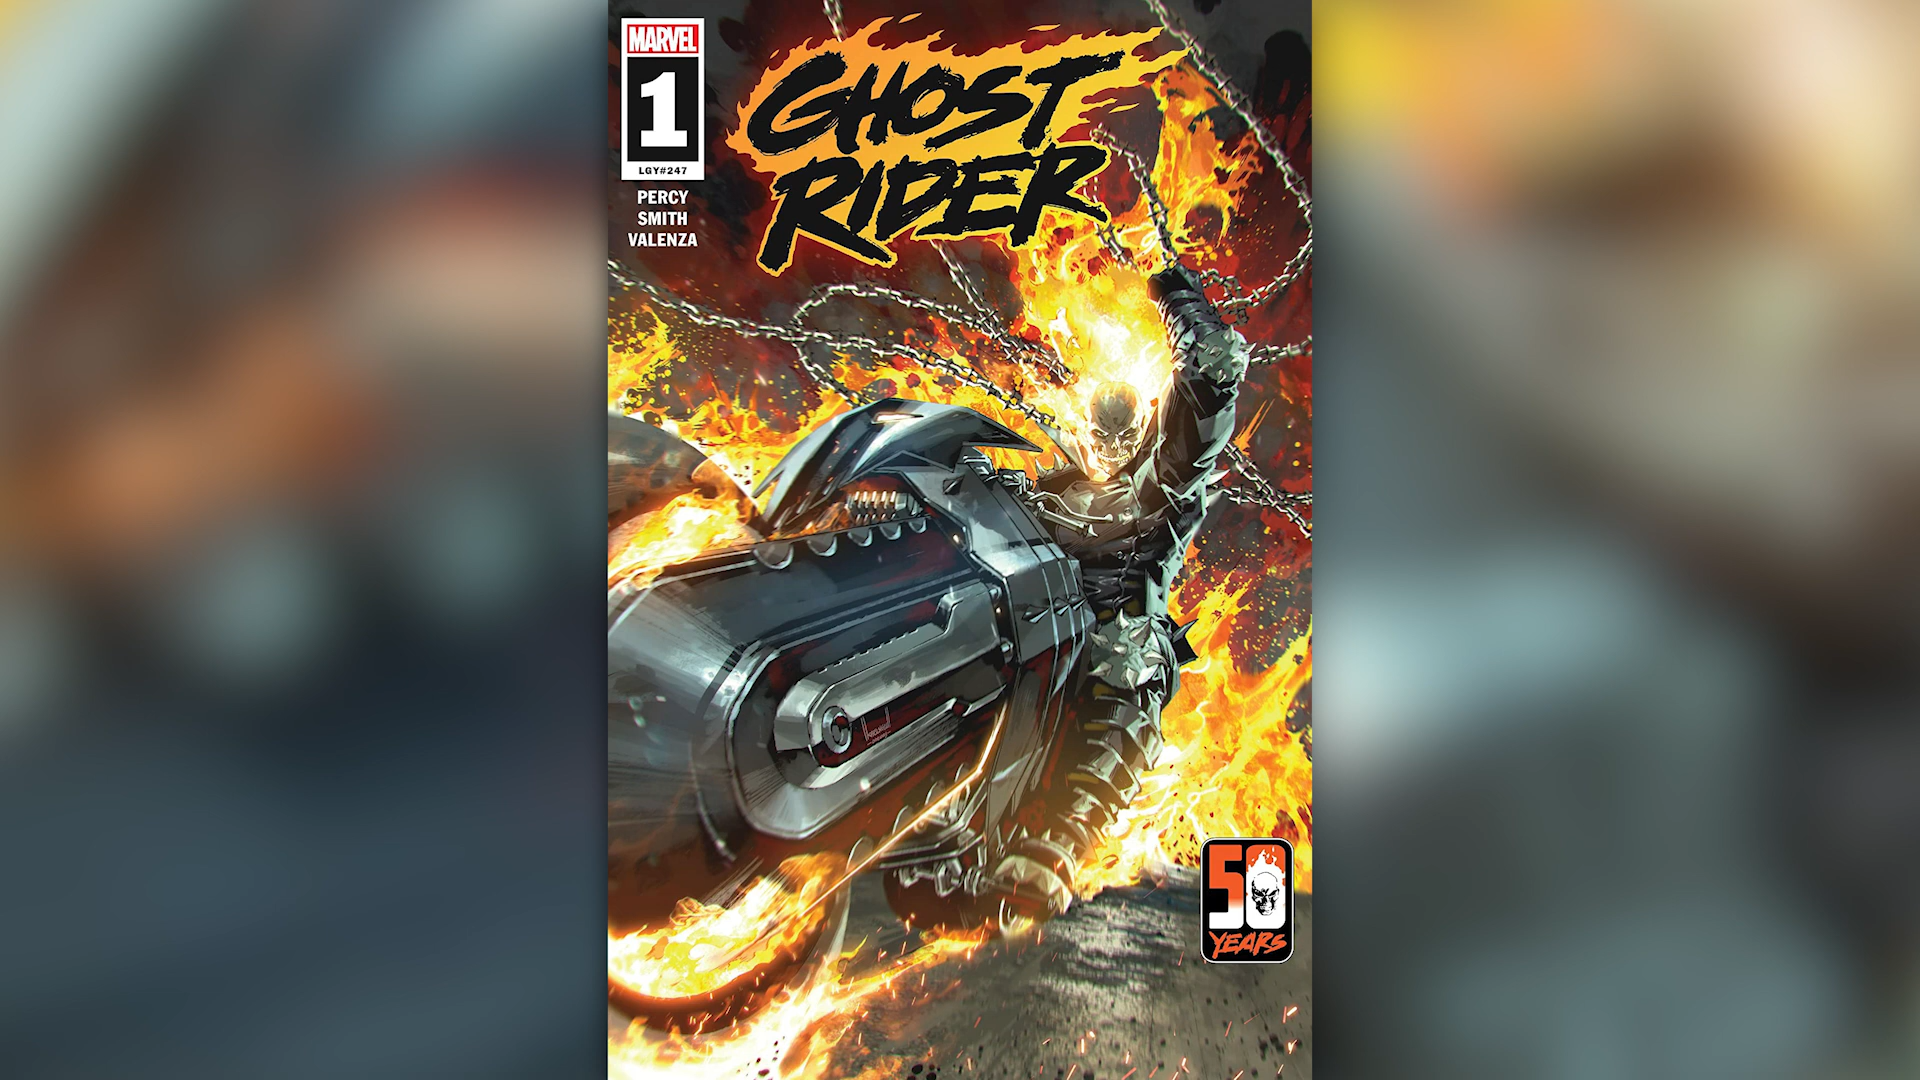 MARVEL
1
LGY#247
PERCY
SMITH
VALENZA
GHOST
RIDER
50
YEARS